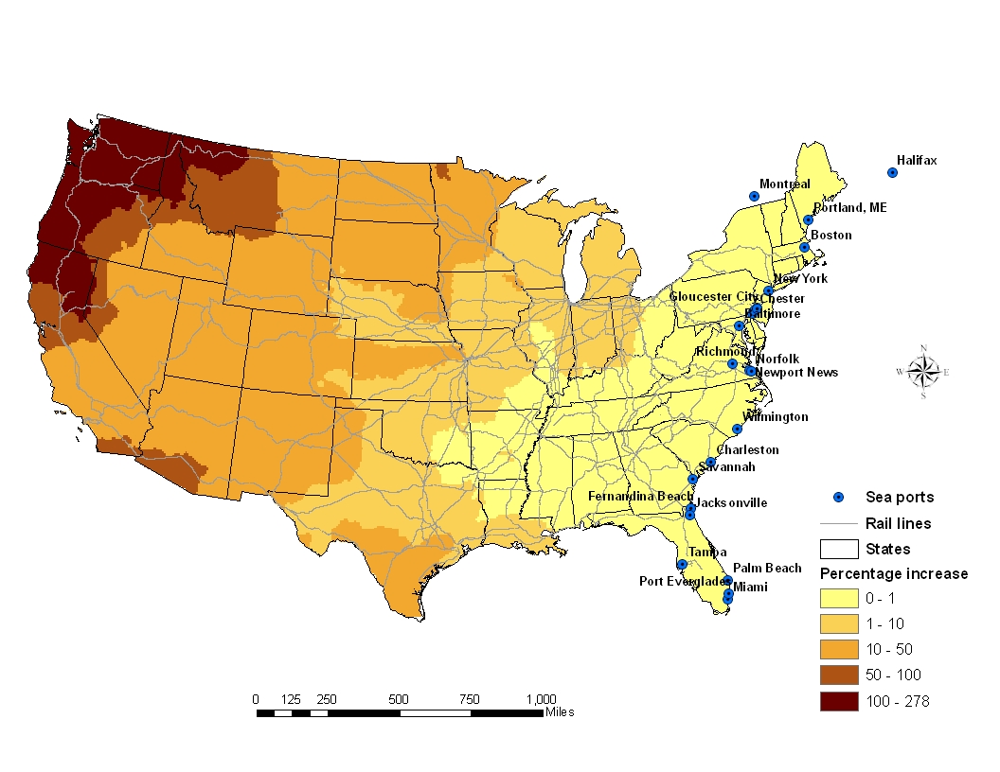 Halifax
Montreal
Portland, ME
Boston
New York
Gloucester City
Chester
Baltimore
Richmond
Norfolk
Newport News
Wilmington
Charleston
Savannah
Fernandina Beach
Jacksonville
Tampa
Palm Beach
Port Everglades
Miami
N
W E
S
Sea ports
Rail lines
States
Percentage increase
0 - 1
1 - 10
10 - 50
50 - 100
100 - 278
0 125 250 500 750 1,000
Miles